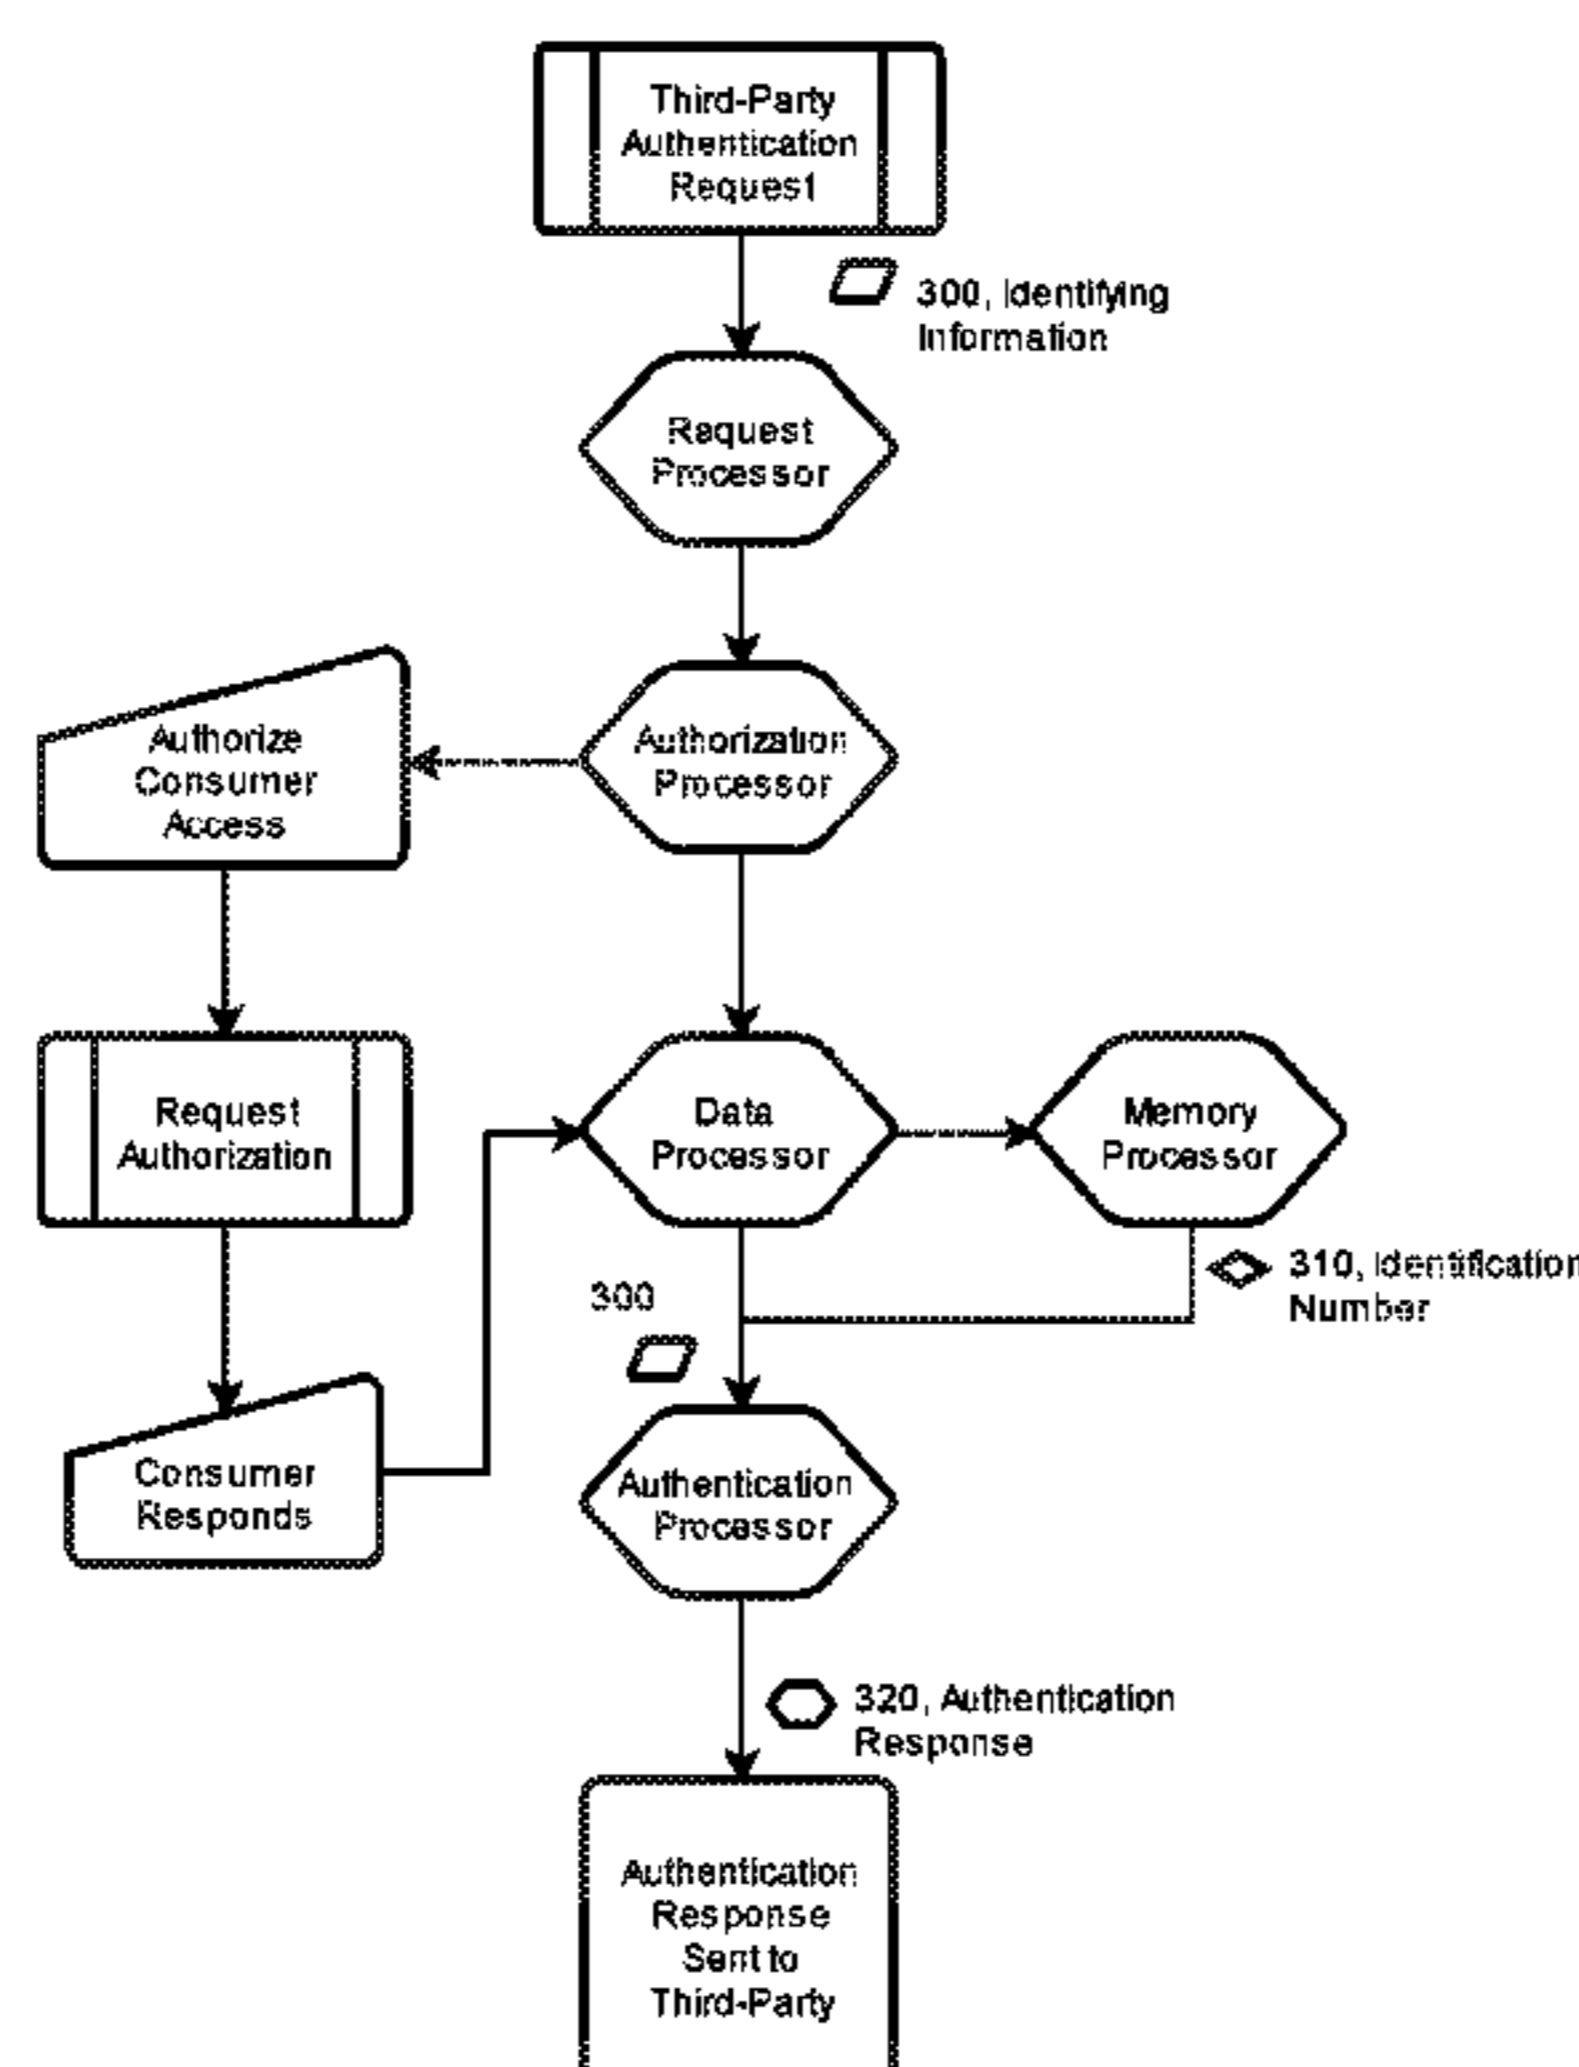 Third-Party
Authentication
Request
300, Identifying
Information
Request
Processor
Authorize
Consumer
Access
Authorization
Processor
Request
Authorization
Data
Processor
Memory
Processor
300
310, Identification
Number
Consumer
Responds
Authentication
Processor
320, Authentication
Response
Authentication
Response
Sent to
Third-Party